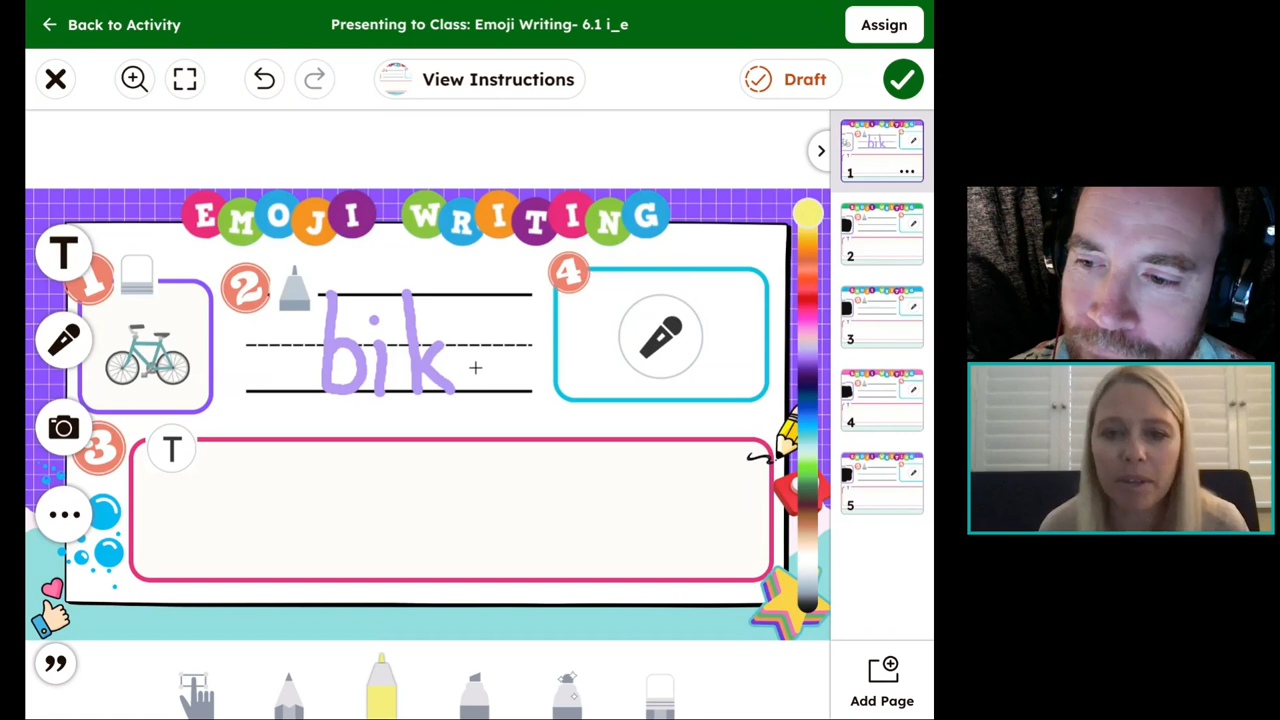 Back to Activity
Presenting to Class: Emoji Writing- 6.1 i_e
Assign
View Instructions
Draft
EMOJI WRITING
1
2
bik
4
T
T
3
1
2
3
4
5
Add Page